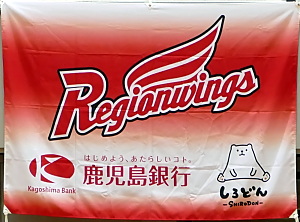 Regionwings
はじめよう、あたらしいコト。
鹿児島銀行
Kagoshima Bank
しろどん
-SHIRODON-